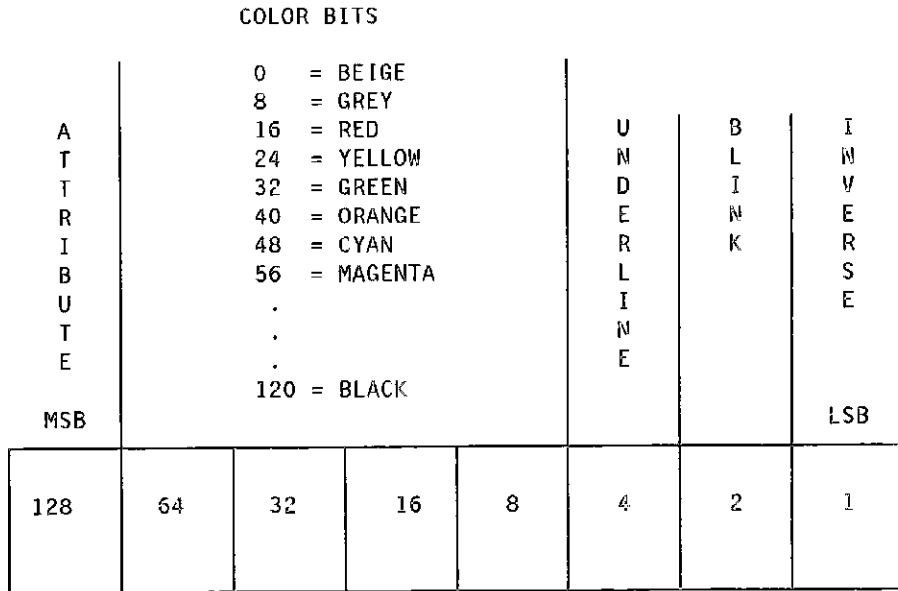 COLOR BITS
0 = BEIGE
8 = GREY
16 = RED
24 = YELLOW
32 = GREEN
40 = ORANGE
48 = CYAN
56 = MAGENTA
.
.
.
120 = BLACK
ATTRIBUTE
UNDERLINE
BLINK
INVERSE
MSB LSB
128 64 32 16 8 4 2 1